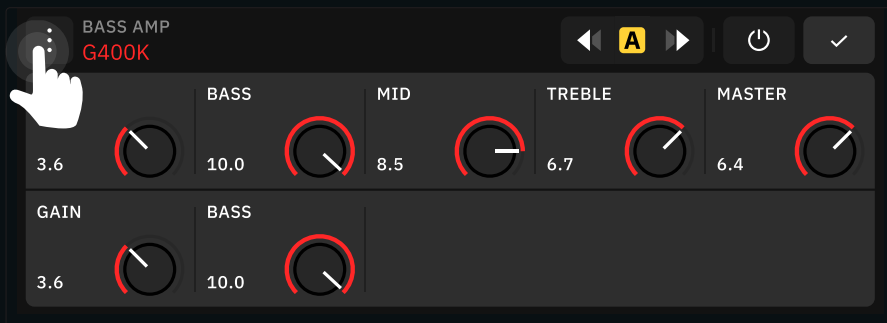 BASS AMP
G400K
A
BASS
MID
TREBLE
MASTER
3.6
10.0
8.5
6.7
6.4
GAIN
BASS
3.6
10.0